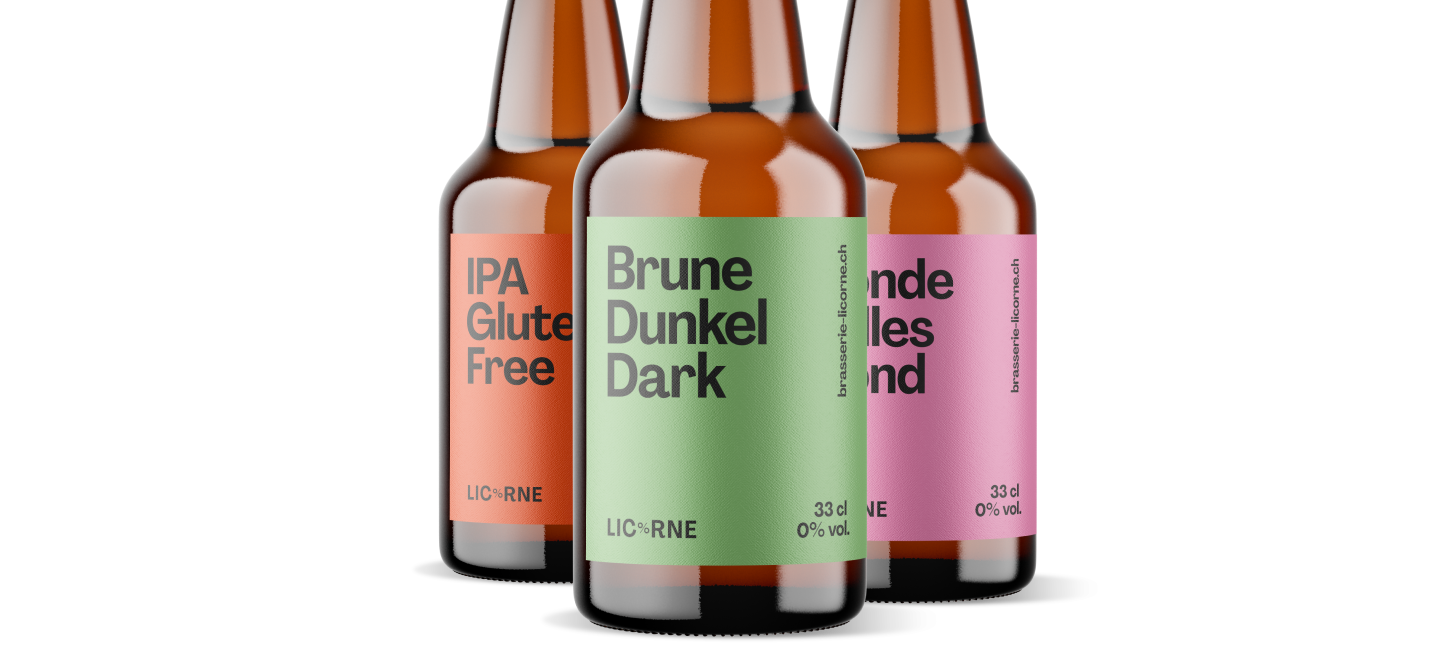 IPA
Glute
Free
LIC%RNE
Brune
Dunkel
Dark
brasserie-licorne.ch
LIC%RNE
33 cl
0% vol.
onde
lles
ond
brasserie-licorne.ch
NE
33 cl
0% vol.